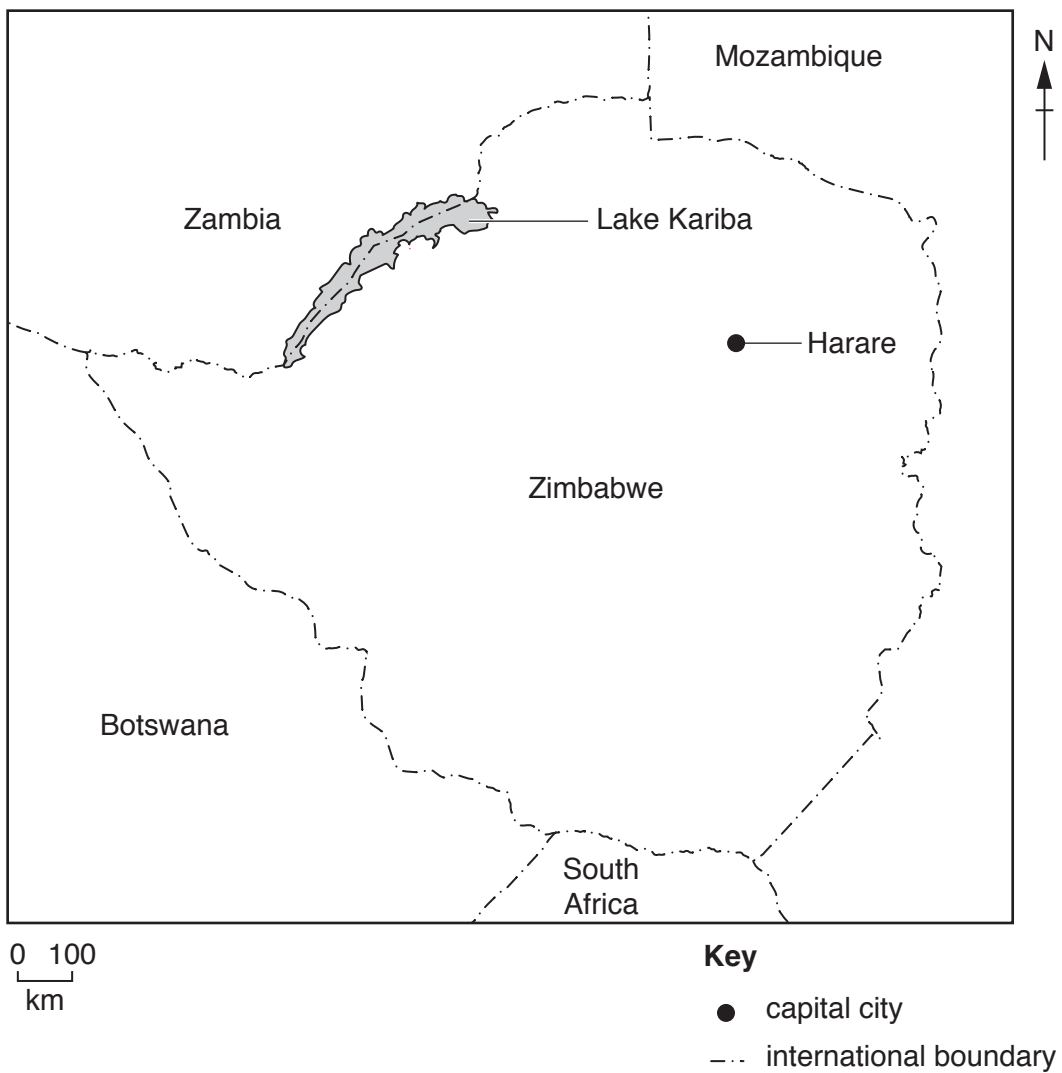 Mozambique
N
Zambia
Lake Kariba
Harare
Zimbabwe
Botswana
South
Africa
0 100
km
Key
capital city
international boundary